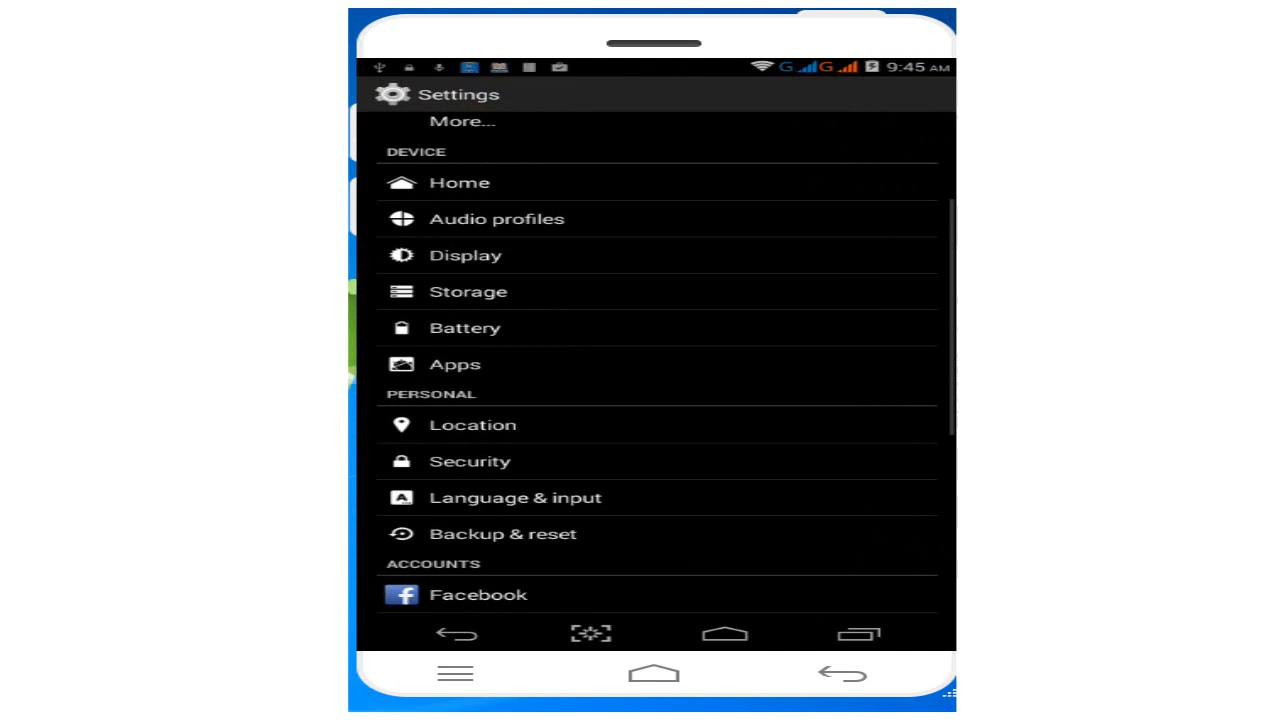 G G 9:45 AM
Settings
More...
DEVICE
Home
Audio profiles
Display
Storage
Battery
Apps
PERSONAL
Location
Security
Language & input
Backup & reset
ACCOUNTS
Facebook